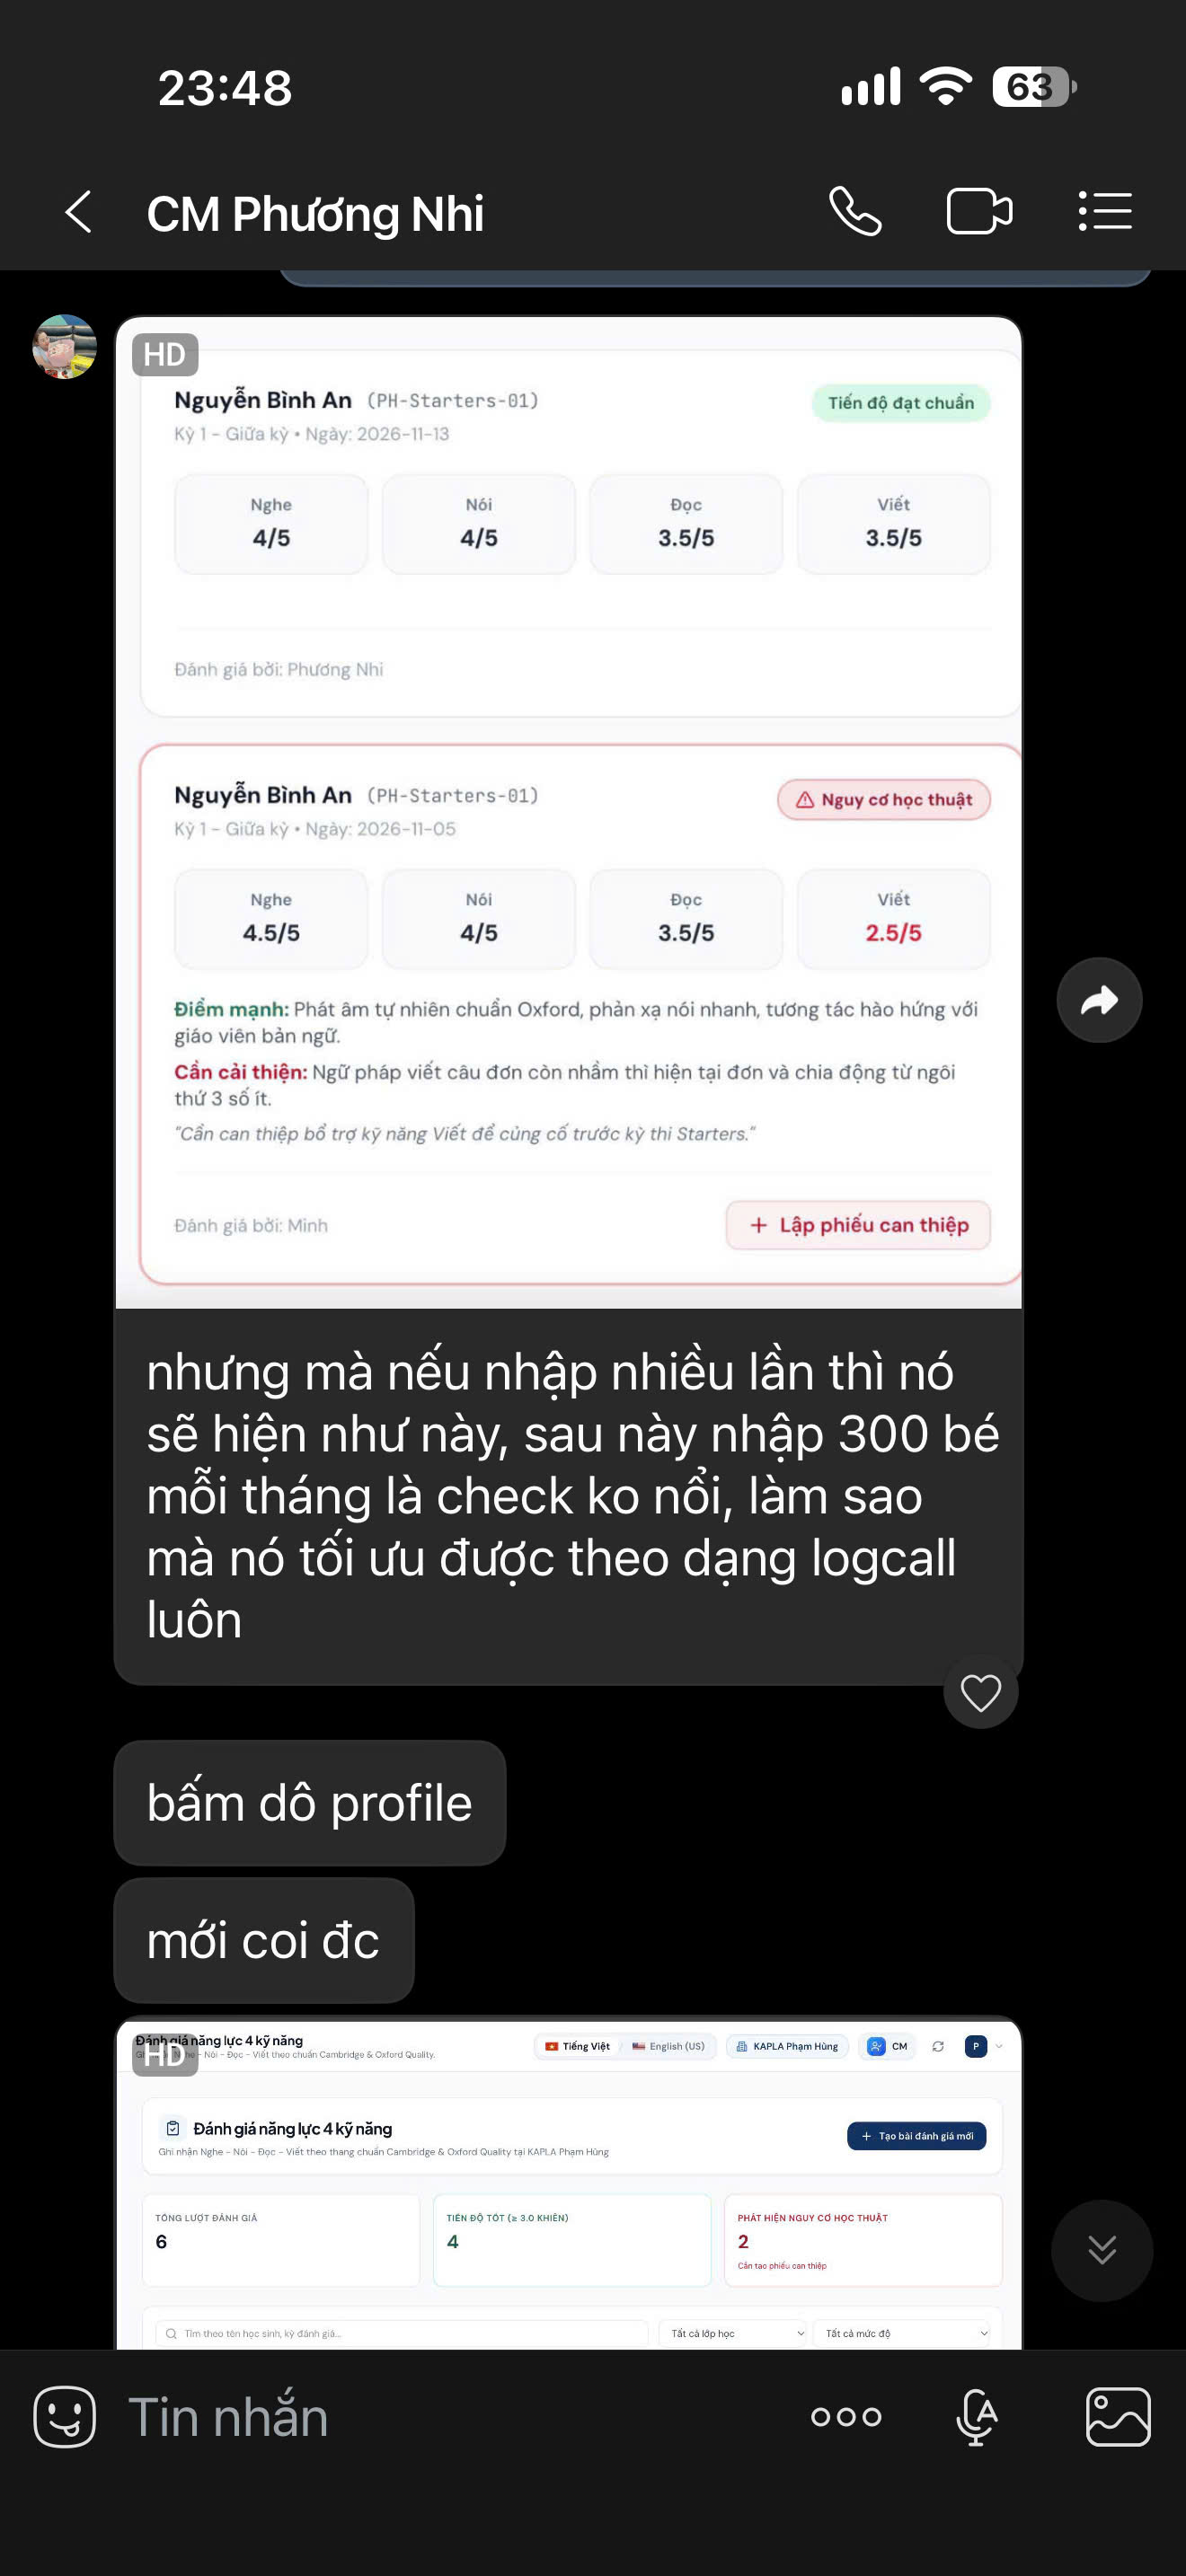 23:48
63
CM Phương Nhi
HD
Nguyễn Bình An (PH-Starters-01)
Tiến độ đạt chuẩn
Kỳ 1 - Giữa kỳ • Ngày: 2026-11-13
Nghe
Nói
Đọc
Viết
4/5
4/5
3.5/5
3.5/5
Đánh giá bởi: Phương Nhi
Nguyễn Bình An (PH-Starters-01)
Nguy cơ học thuật
Kỳ 1 - Giữa kỳ • Ngày: 2026-11-05
Nghe
Nói
Đọc
Viết
4.5/5
4/5
3.5/5
2.5/5
Điểm mạnh: Phát âm tự nhiên chuẩn Oxford, phản xạ nói nhanh, tương tác hào hứng với
giáo viên bản ngữ.
Cần cải thiện: Ngữ pháp viết câu đơn còn nhầm thì hiện tại đơn và chia động từ ngôi
thứ 3 số ít.
"Cần can thiệp bổ trợ kỹ năng Viết để củng cố trước kỳ thi Starters."
Đánh giá bởi: Minh
+ Lập phiếu can thiệp
nhưng mà nếu nhập nhiều lần thì nó
sẽ hiện như này, sau này nhập 300 bé
mỗi tháng là check ko nổi, làm sao
mà nó tối ưu được theo dạng logcall
luôn
bấm dô profile
mới coi đc
HD
Đánh giá năng lực 4 kỹ năng
- Nói - Đọc - Viết theo chuẩn Cambridge & Oxford Quality.
Tiếng Việt
English (US)
KAPLA Phạm Hùng
CM
P
Đánh giá năng lực 4 kỹ năng
Ghi nhận Nghe - Nói - Đọc - Viết theo thang chuẩn Cambridge & Oxford Quality tại KAPLA Phạm Hùng
+ Tạo bài đánh giá mới
TỔNG LƯỢT ĐÁNH GIÁ
6
TIẾN ĐỘ TỐT (≥ 3.0 KHIÊN)
4
PHÁT HIỆN NGUY CƠ HỌC THUẬT
2
Cần tạo phiếu can thiệp
Tìm theo tên học sinh, kỳ đánh giá...
Tất cả lớp học
Tất cả mức độ
Tin nhắn
A